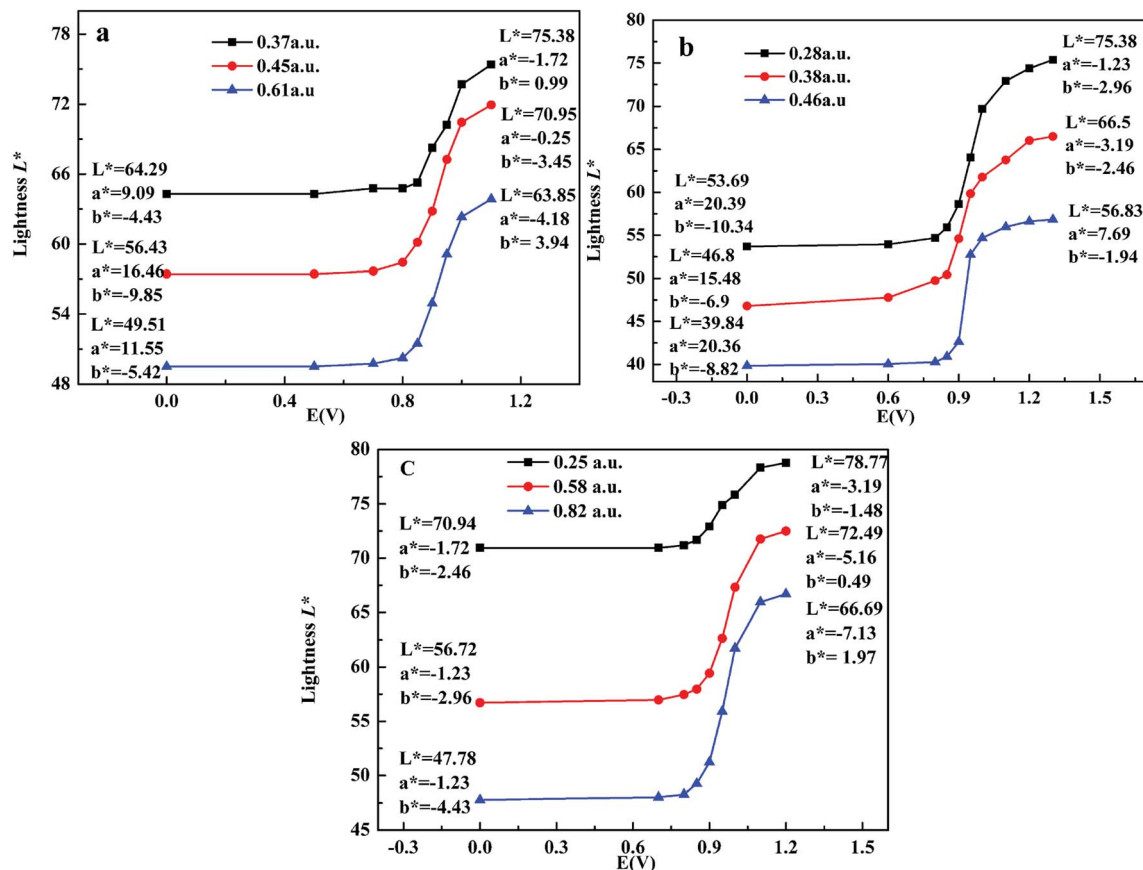 a
0.37a.u.
0.45a.u.
0.61a.u
L*=75.38
a*=-1.72
b*= 0.99
L*=70.95
a*=-0.25
b*=-3.45
L*=63.85
a*=-4.18
b*= 3.94
L*=64.29
a*=9.09
b*=-4.43
L*=56.43
a*=16.46
b*=-9.85
L*=49.51
a*=11.55
b*=-5.42
Lightness L*
78
72
66
60
54
48
0.0
0.4
0.8
1.2
E(V)
b
0.28a.u.
0.38a.u.
0.46a.u
L*=75.38
a*=-1.23
b*=-2.96
L*=66.5
a*=-3.19
b*=-2.46
L*=56.83
a*=7.69
b*=-1.94
L*=53.69
a*=20.39
b*=-10.34
L*=46.8
a*=15.48
b*=-6.9
L*=39.84
a*=20.36
b*=-8.82
Lightness L*
80
75
70
65
60
55
50
45
40
-0.3
0.0
0.3
0.6
0.9
1.2
1.5
E(V)
C
0.25 a.u.
0.58 a.u.
0.82 a.u.
L*=78.77
a*=-3.19
b*=-1.48
L*=72.49
a*=-5.16
b*=0.49
L*=66.69
a*=-7.13
b*= 1.97
L*=70.94
a*=-1.72
b*=-2.46
L*=56.72
a*=-1.23
b*=-2.96
L*=47.78
a*=-1.23
b*=-4.43
Lightness L*
80
75
70
65
60
55
50
45
-0.3
0.0
0.3
0.6
0.9
1.2
1.5
E(V)